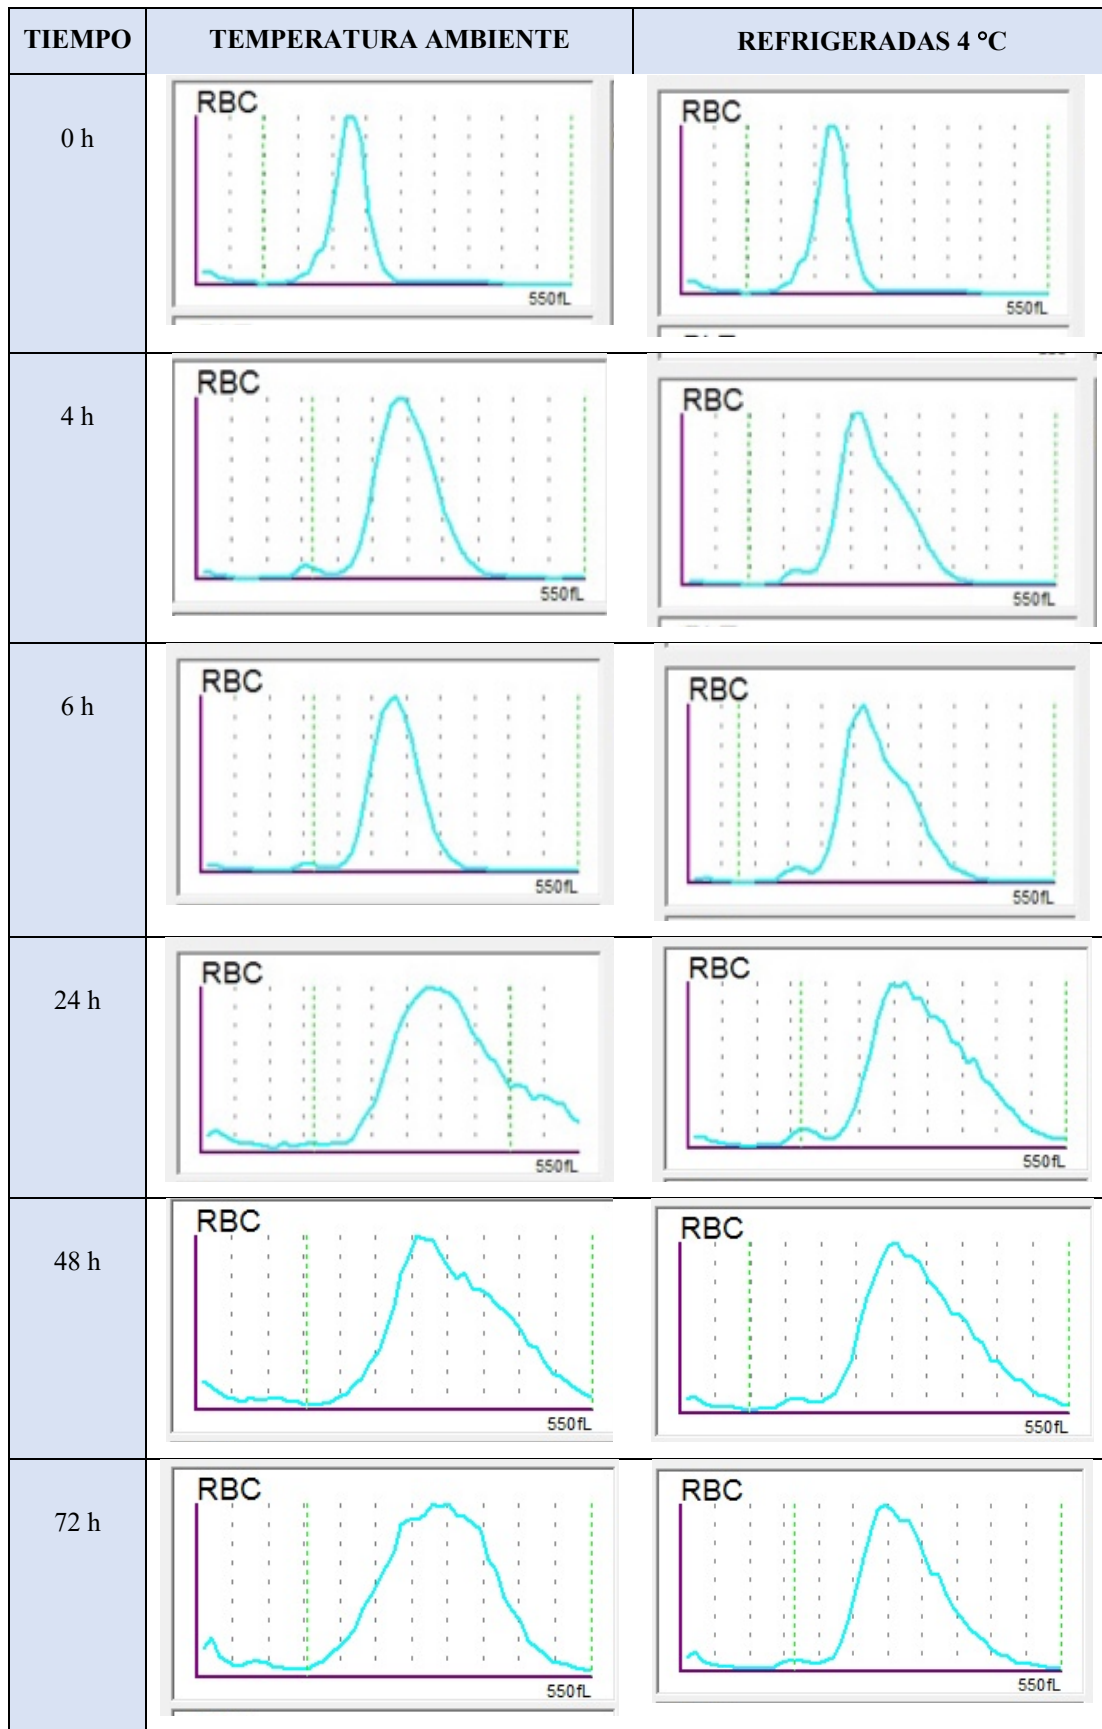 TIEMPO
TEMPERATURA AMBIENTE
REFRIGERADAS 4 °C
0 h
RBC
550fL
RBC
550fL
4 h
RBC
550fL
RBC
550fL
6 h
RBC
550fL
RBC
550fL
24 h
RBC
550fL
RBC
550fL
48 h
RBC
550fL
RBC
550fL
72 h
RBC
550fL
RBC
550fL